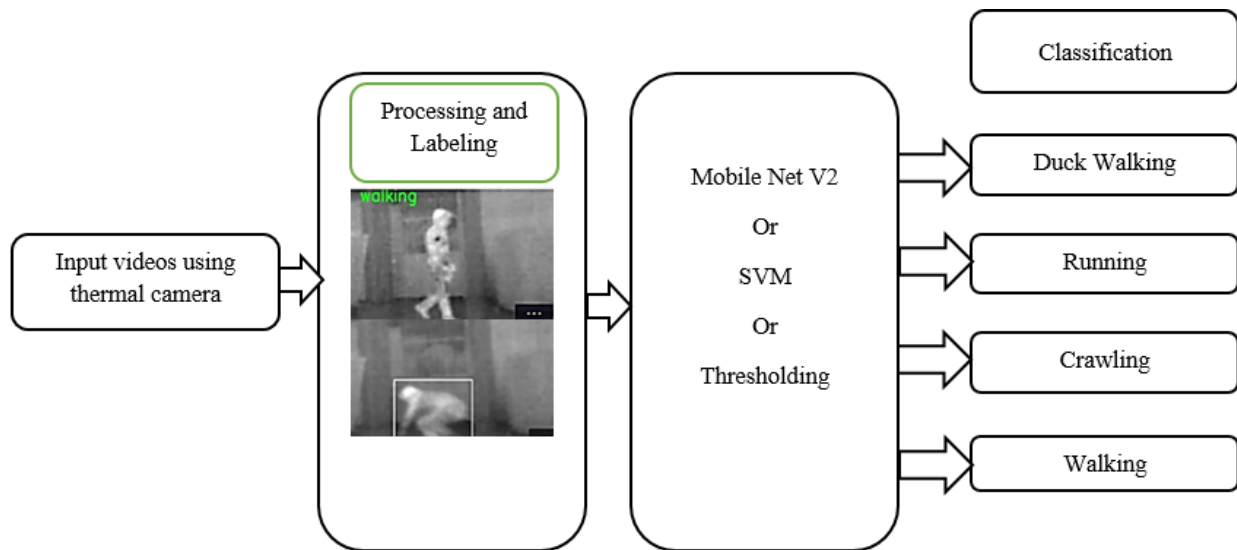 Classification
Processing and
Labeling
walking
Input videos using
thermal camera
...
Mobile Net V2
Or
SVM
Or
Thresholding
Duck Walking
Running
Crawling
Walking